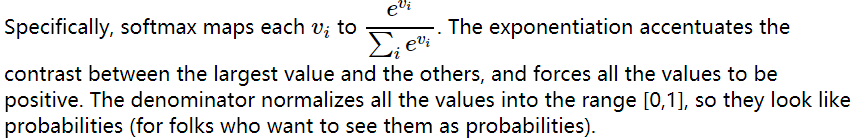 Specifically, softmax maps each $v_i$ to $\frac{e^{v_i}}{\sum_i e^{v_i}}$. The exponentiation accentuates the
contrast between the largest value and the others, and forces all the values to be
positive. The denominator normalizes all the values into the range [0,1], so they look like
probabilities (for folks who want to see them as probabilities).